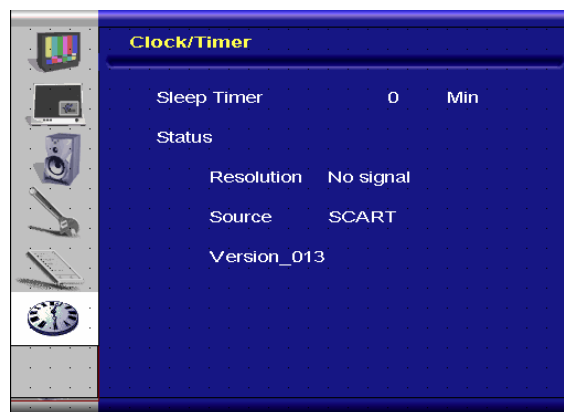 Clock/Timer
Sleep Timer 0 Min
Status
Resolution No signal
Source SCART
Version_013